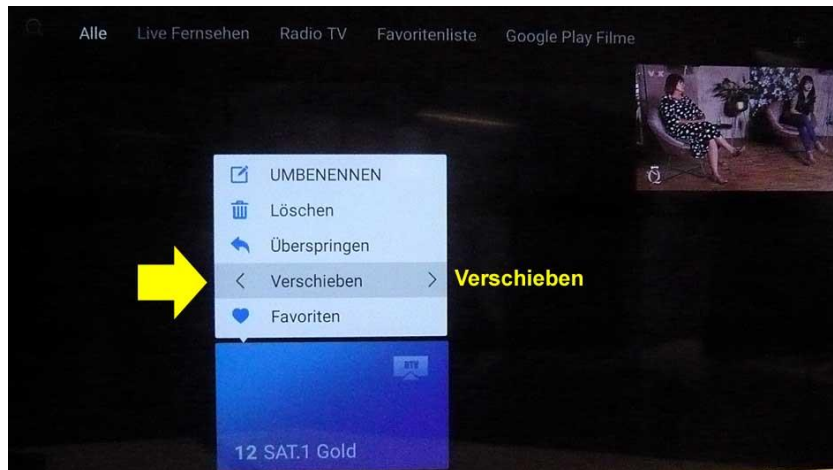 Alle Live Fernsehen Radio TV Favoritenliste Google Play Filme
VOX
UMBENENNEN
Löschen
Überspringen
Verschieben Verschieben
Favoriten
12 SAT.1 Gold